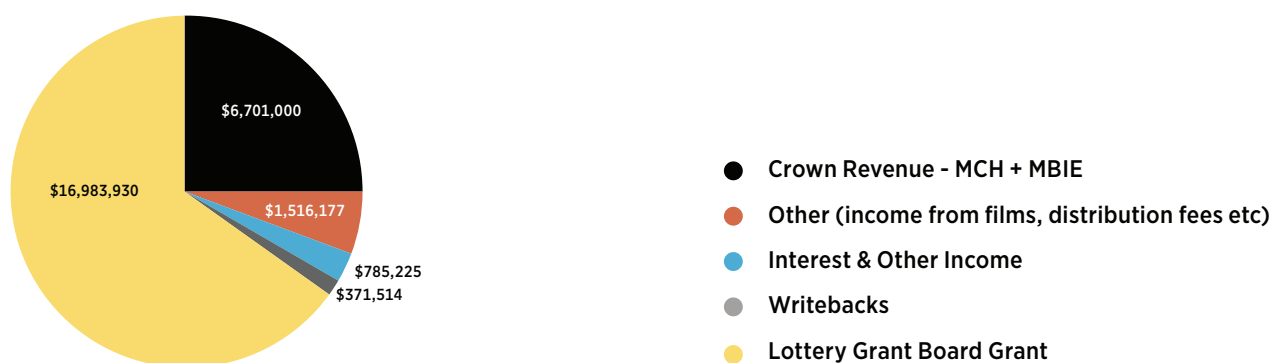 $6,701,000
$16,983,930
$1,516,177
$785,225
$371,514
Crown Revenue - MCH + MBIE
Other (income from films, distribution fees etc)
Interest & Other Income
Writebacks
Lottery Grant Board Grant